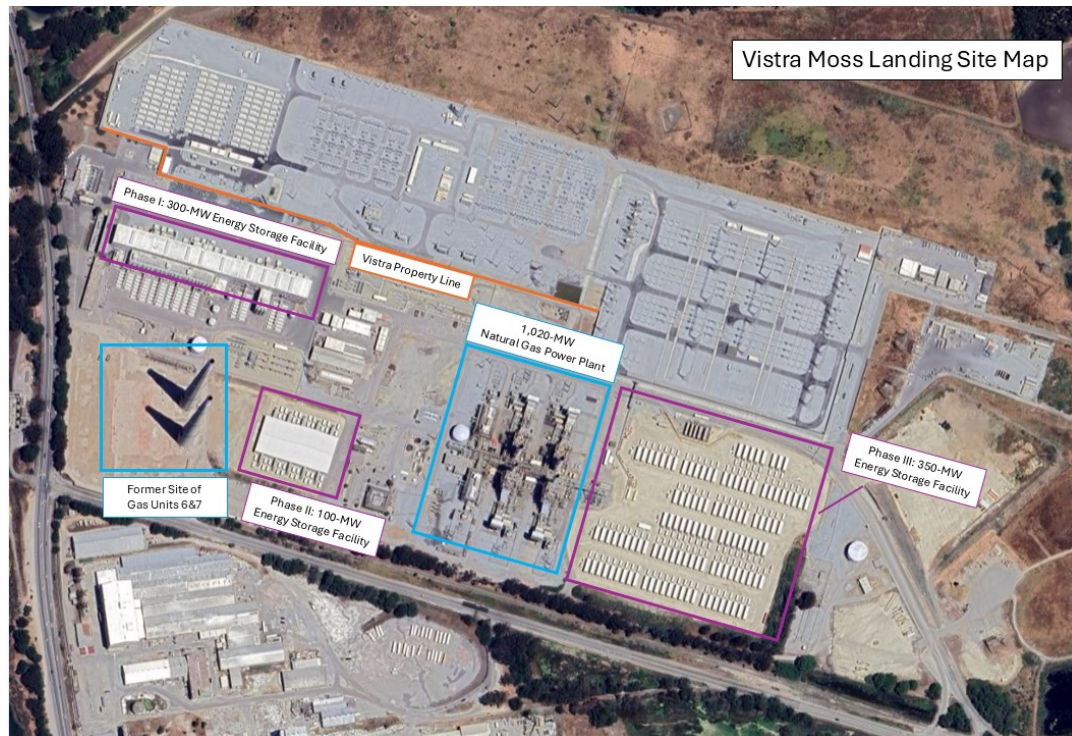 Vistra Moss Landing Site Map
Phase I: 300-MW Energy Storage Facility
Vistra Property Line
1,020-MW
Natural Gas Power Plant
Phase III: 350-MW
Energy Storage Facility
Former Site of
Gas Units 6&7
Phase II: 100-MW
Energy Storage Facility